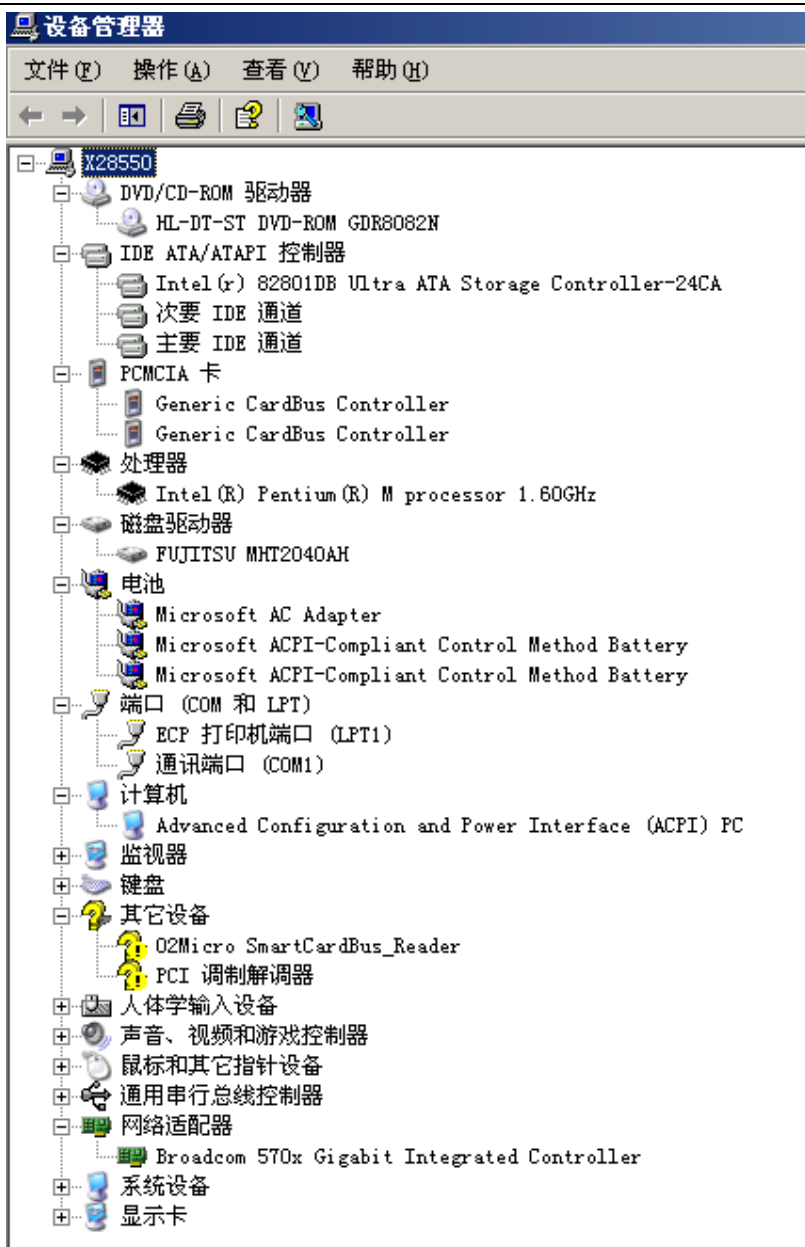 设备管理器
文件(F) 操作(A) 查看(V) 帮助(H)
X28550
DVD/CD-ROM 驱动器
HL-DT-ST DVD-ROM GDR8082N
IDE ATA/ATAPI 控制器
Intel(r) 82801DB Ultra ATA Storage Controller-24CA
次要 IDE 通道
主要 IDE 通道
PCMCIA 卡
Generic CardBus Controller
Generic CardBus Controller
处理器
Intel(R) Pentium(R) M processor 1.60GHz
磁盘驱动器
FUJITSU MHT2040AH
电池
Microsoft AC Adapter
Microsoft ACPI-Compliant Control Method Battery
Microsoft ACPI-Compliant Control Method Battery
端口 (COM 和 LPT)
ECP 打印机端口 (LPT1)
通讯端口 (COM1)
计算机
Advanced Configuration and Power Interface (ACPI) PC
监视器
键盘
其它设备
O2Micro SmartCardBus_Reader
PCI 调制解调器
人体学输入设备
声音、视频和游戏控制器
鼠标和其它指针设备
通用串行总线控制器
网络适配器
Broadcom 570x Gigabit Integrated Controller
系统设备
显示卡